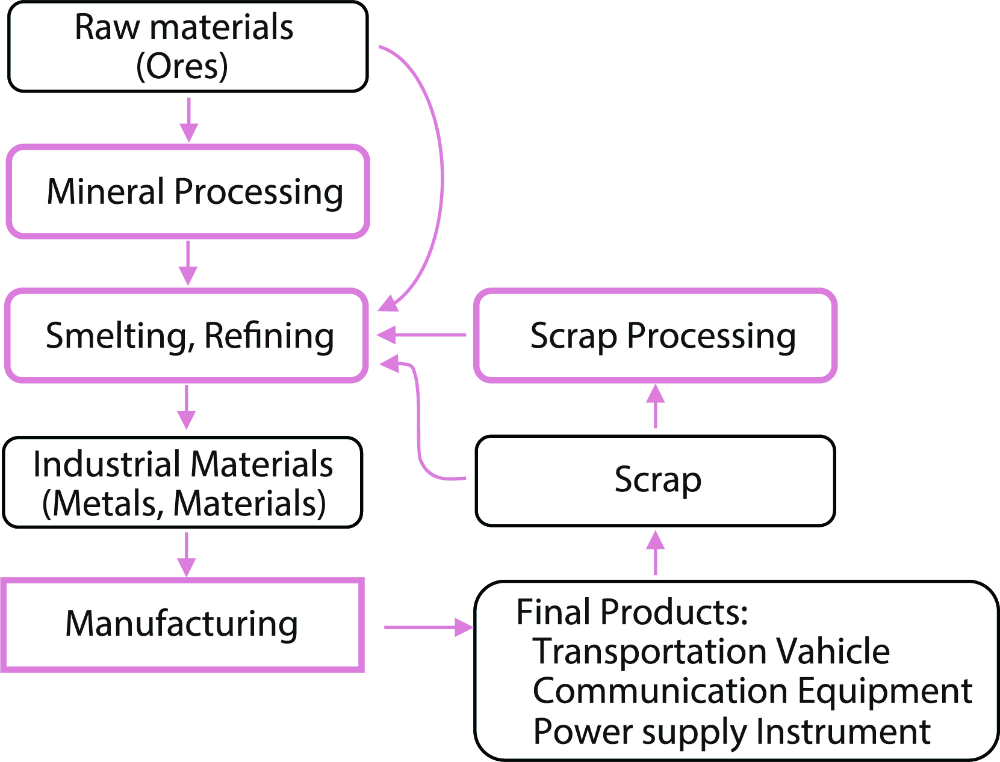 Raw materials
(Ores)
Mineral Processing
Smelting, Refining
Scrap Processing
Industrial Materials
(Metals, Materials)
Scrap
Manufacturing
Final Products:
Transportation Vahicle
Communication Equipment
Power supply Instrument